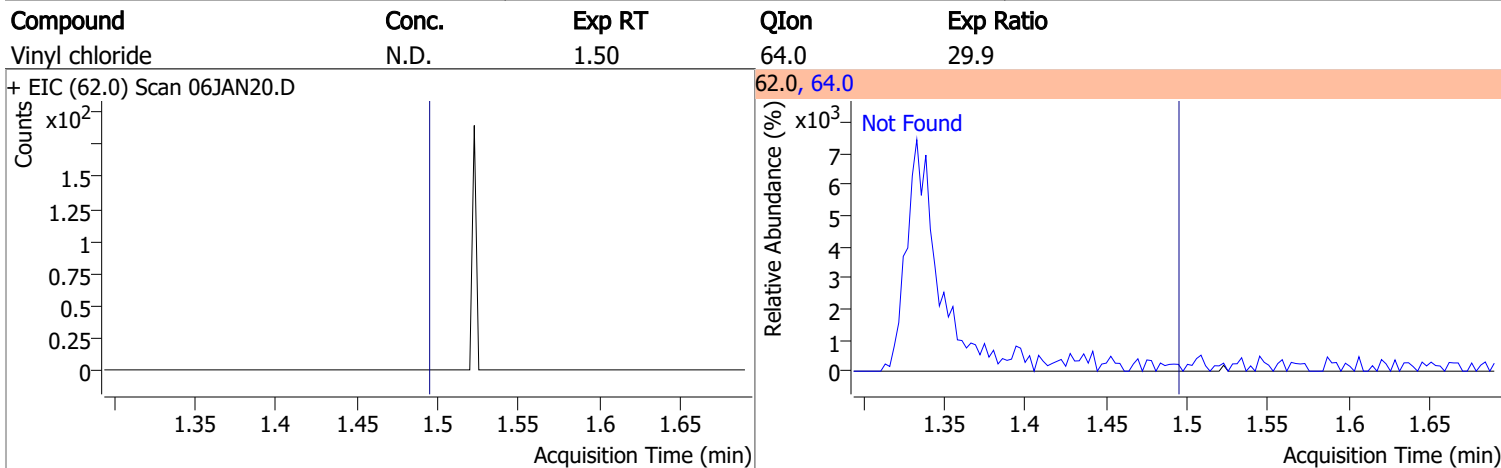 Compound Conc. Exp RT QIon Exp Ratio
Vinyl chloride N.D. 1.50 64.0 29.9
+ EIC (62.0) Scan 06JAN20.D
Counts
x10²
1.5
1.25
1
0.75
0.5
0.25
0
1.35 1.4 1.45 1.5 1.55 1.6 1.65
Acquisition Time (min)
62.0, 64.0
Relative Abundance (%)
x10³
Not Found
7
6
5
4
3
2
1
0
1.35 1.4 1.45 1.5 1.55 1.6 1.65
Acquisition Time (min)